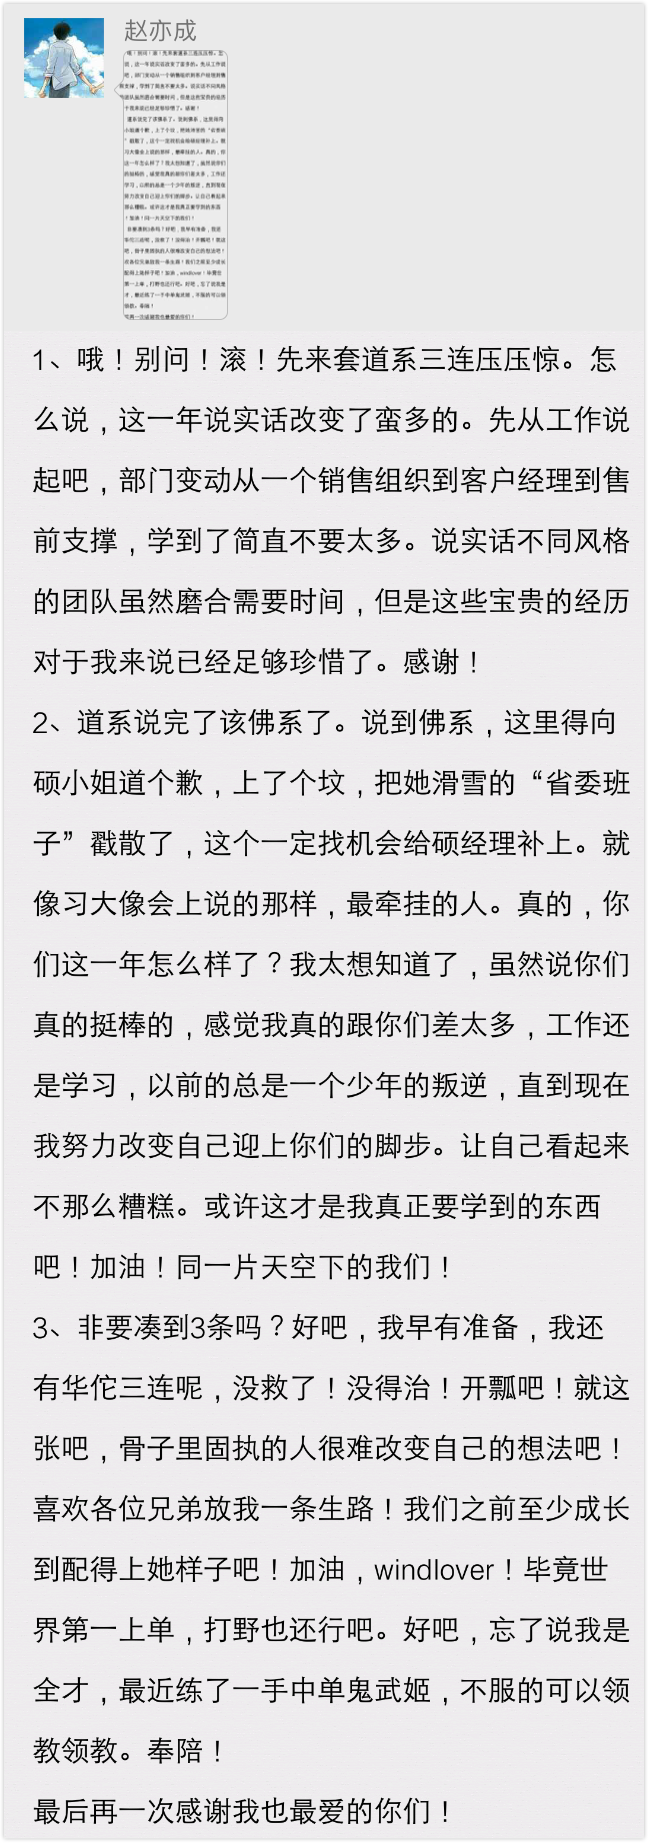 赵亦成
1、哦！别问！滚！先来套道系三连压压惊。怎
么说，这一年说实话改变了蛮多的。先从工作说
起吧，部门变动从一个销售组织到客户经理到售
前支撑，学到了简直不要太多。说实话不同风格
的团队虽然磨合需要时间，但是这些宝贵的经历
对于我来说已经足够珍惜了。感谢！
2、道系说完了该佛系了。说到佛系，这里得向
硕小姐道个歉，上了个坟，把她滑雪的“省委班
子”戳散了，这个一定找机会给硕经理补上。就
像习大像会上说的那样，最牵挂的人。真的，你
们这一年怎么样了？我太想知道了，虽然说你们
真的挺棒的，感觉我真的跟你们差太多，工作还
是学习，以前的总是一个少年的叛逆，直到现在
我努力改变自己迎上你们的脚步。让自己看起来
不那么糟糕。或许这才是我真正要学到的东西
吧！加油！同一片天空下的我们！
3、非要凑到3条吗？好吧，我早有准备，我还
有华佗三连呢，没救了！没得治！开瓢吧！就这
张吧，骨子里固执的人很难改变自己的想法吧！
喜欢各位兄弟放我一条生路！我们之前至少成长
到配得上她样子吧！加油，windlover！毕竟世
界第一上单，打野也还行吧。好吧，忘了说我是
全才，最近练了一手中单鬼武姬，不服的可以领
教领教。奉陪！
最后再一次感谢我也最爱的你们！